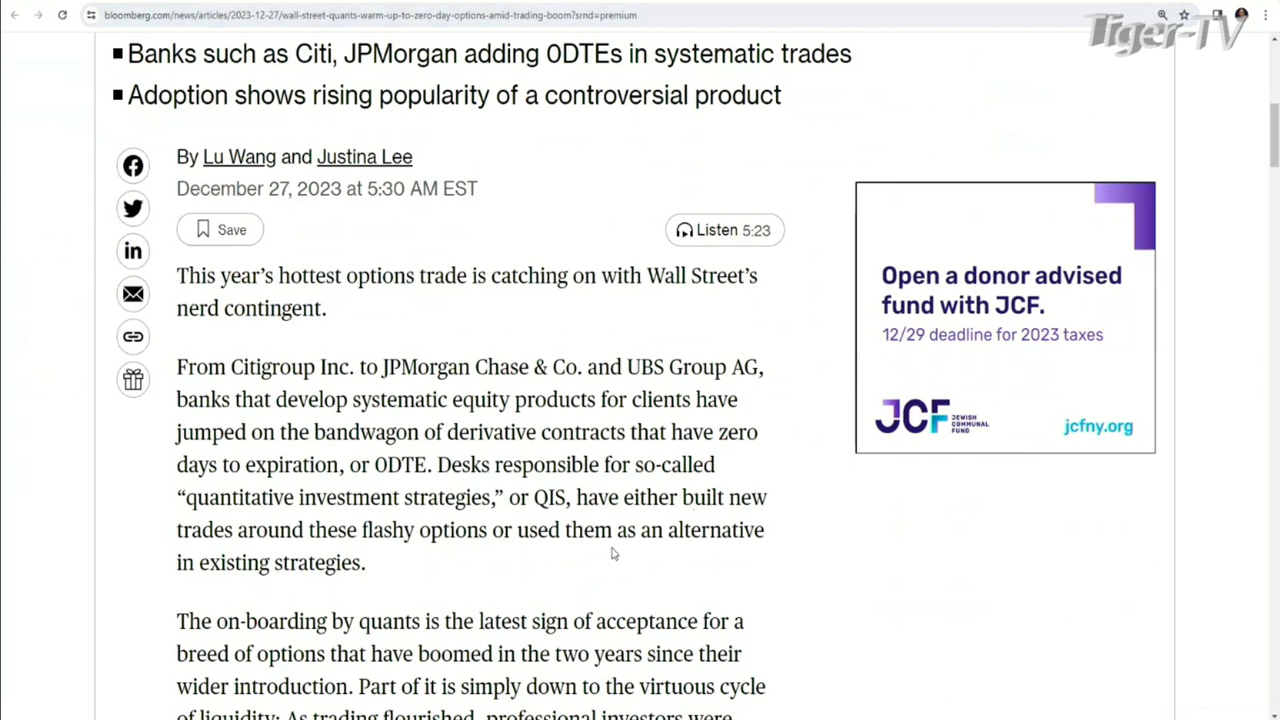 bloomberg.com/news/articles/2023-12-27/wall-street-quants-warm-up-to-zero-day-options-amid-trading-boom?srnd=premium
Tiger-TV
Banks such as Citi, JPMorgan adding 0DTEs in systematic trades
Adoption shows rising popularity of a controversial product
By Lu Wang and Justina Lee
December 27, 2023 at 5:30 AM EST
Save
Listen 5:23
This year’s hottest options trade is catching on with Wall Street’s
nerd contingent.
From Citigroup Inc. to JPMorgan Chase & Co. and UBS Group AG,
banks that develop systematic equity products for clients have
jumped on the bandwagon of derivative contracts that have zero
days to expiration, or 0DTE. Desks responsible for so-called
“quantitative investment strategies,” or QIS, have either built new
trades around these flashy options or used them as an alternative
in existing strategies.
The on-boarding by quants is the latest sign of acceptance for a
breed of options that have boomed in the two years since their
wider introduction. Part of it is simply down to the virtuous cycle
of liquidity: As trading flourished, professional investors were
Open a donor advised
fund with JCF.
12/29 deadline for 2023 taxes
JCF JEWISH
COMMUNAL
FUND
jcfny.org